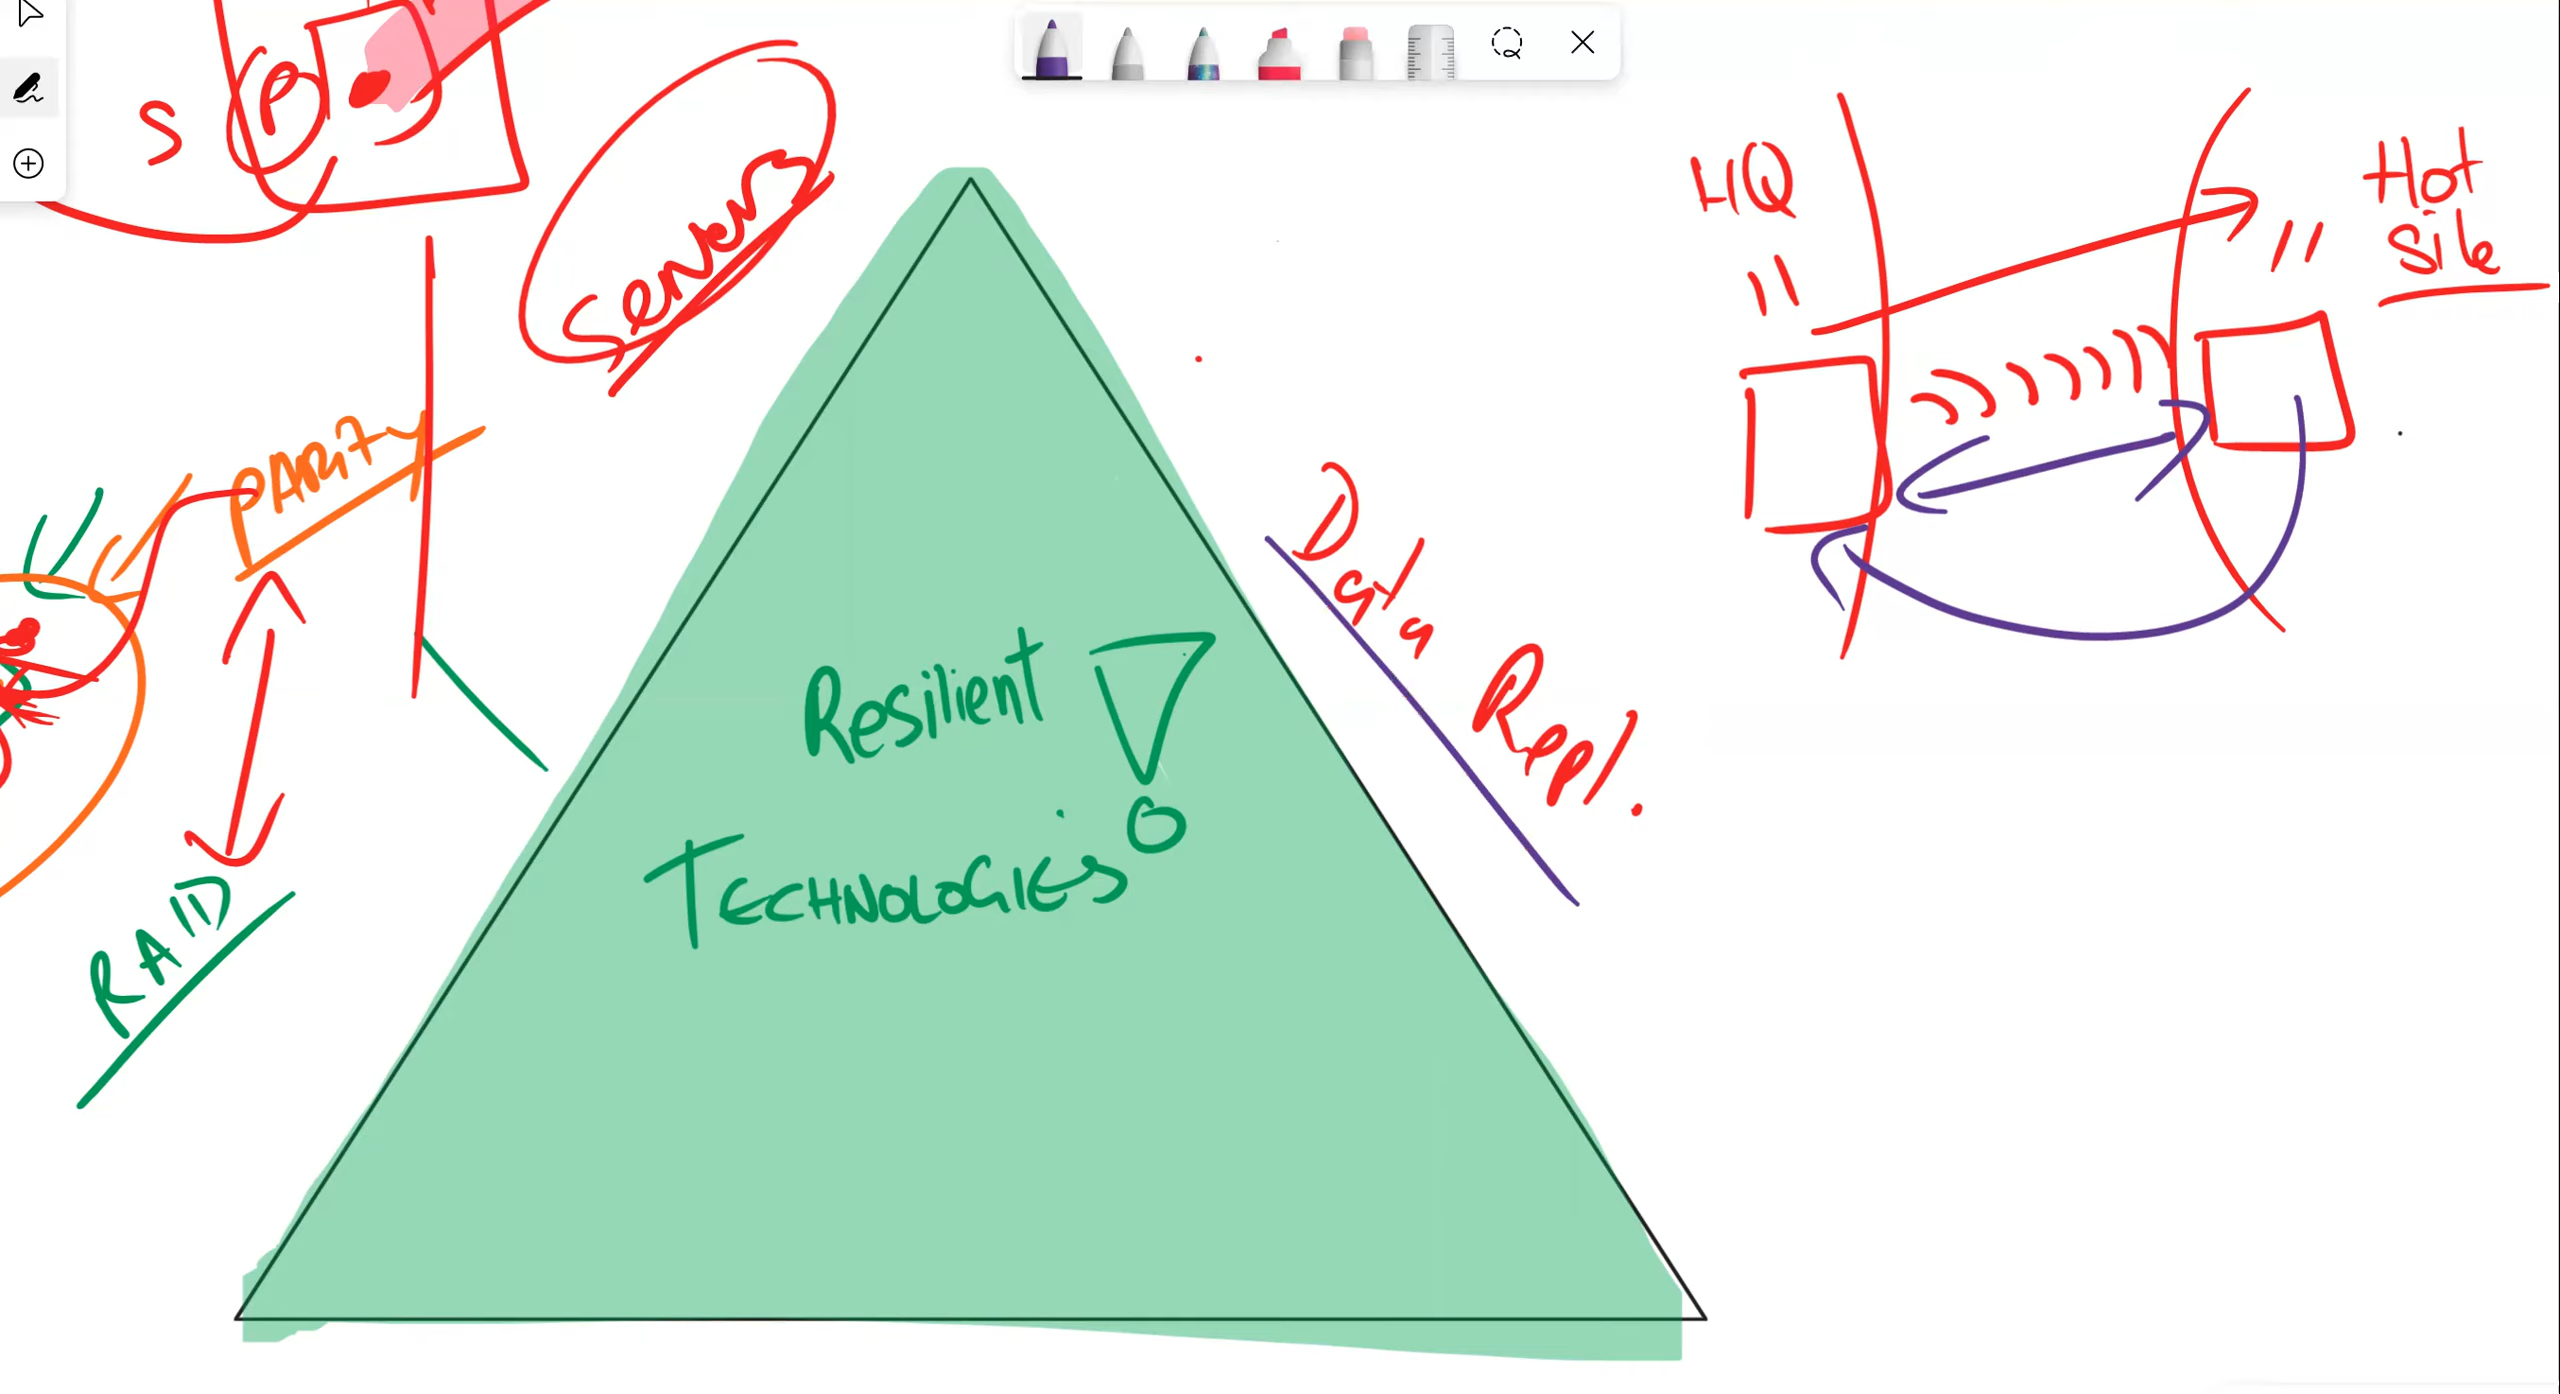 S
P
Servers
HQ
Hot
Site
PARITY
Data Repl.
Resilient
TECHNOLOGIES
RAID